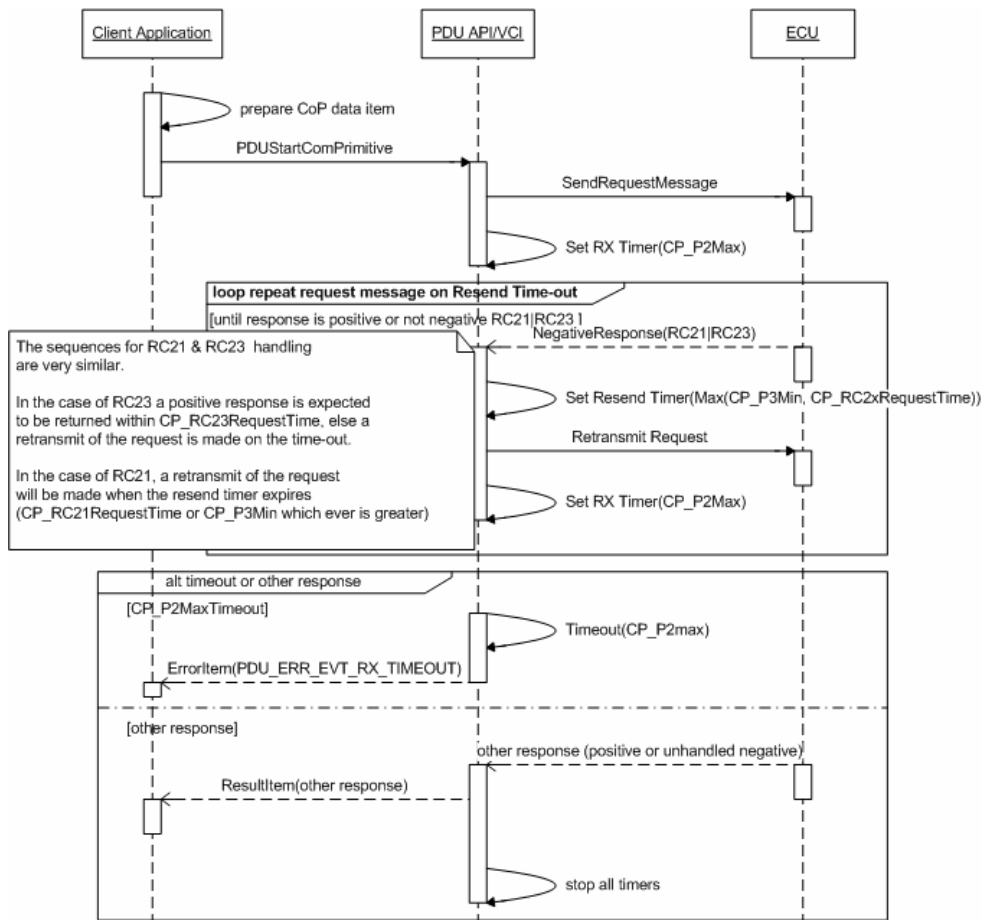 Client Application
PDU API/VCI
ECU
prepare CoP data item
PDUStartComPrimitive
SendRequestMessage
Set RX Timer(CP_P2Max)
loop repeat request message on Resend Time-out
[until response is positive or not negative RC21|RC23 ]
NegativeResponse(RC21|RC23)
The sequences for RC21 & RC23 handling
are very similar.
In the case of RC23 a positive response is expected
to be returned within CP_RC23RequestTime, else a
retransmit of the request is made on the time-out.
In the case of RC21, a retransmit of the request
will be made when the resend timer expires
(CP_RC21RequestTime or CP_P3Min which ever is greater)
Set Resend Timer(Max(CP_P3Min, CP_RC2xRequestTime))
Retransmit Request
Set RX Timer(CP_P2Max)
alt timeout or other response
[CP_P2MaxTimeout]
Timeout(CP_P2max)
ErrorItem(PDU_ERR_EVT_RX_TIMEOUT)
[other response]
other response (positive or unhandled negative)
ResultItem(other response)
stop all timers